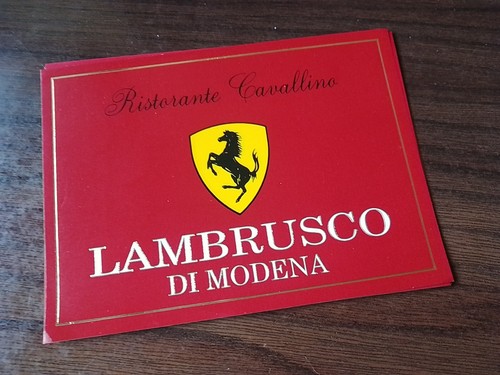 Ristorante Cavallino
LAMBRUSCO
DI MODENA